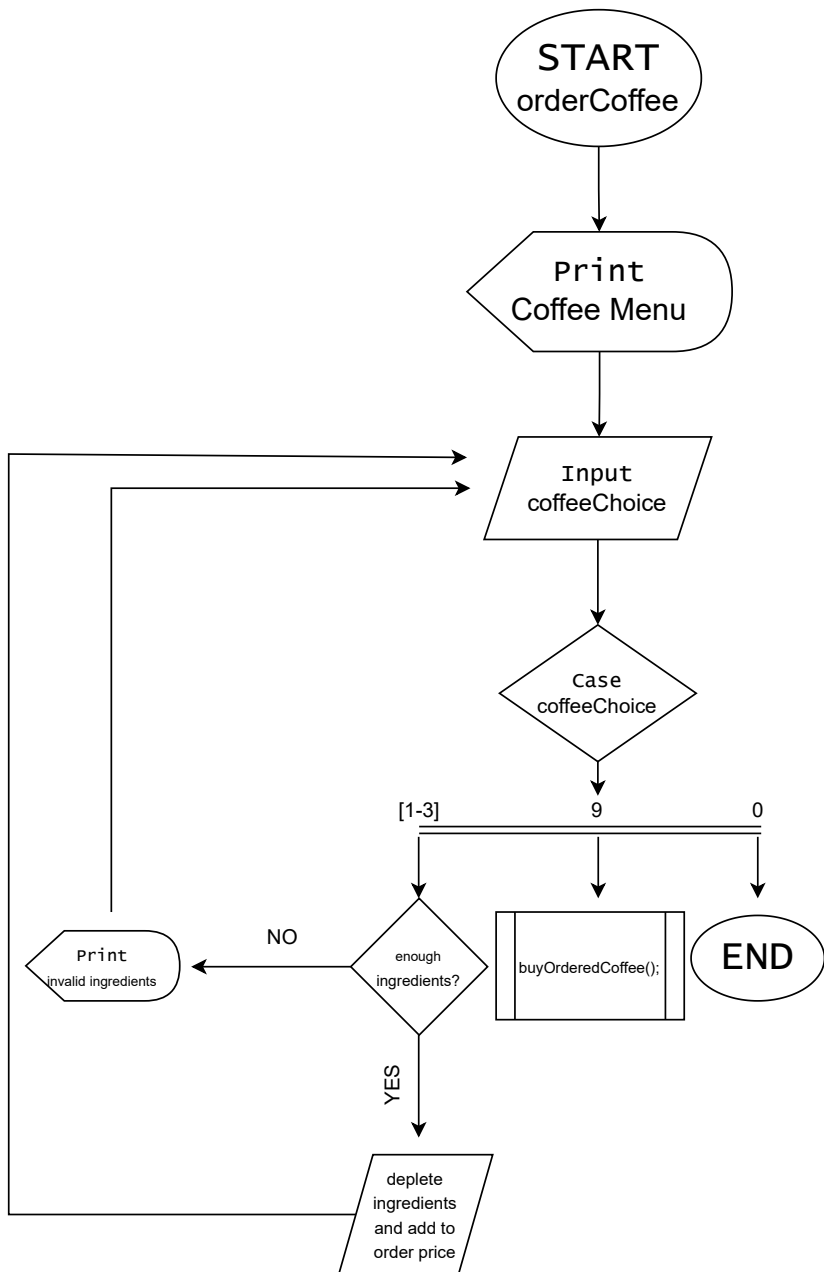 START
orderCoffee
Print
Coffee Menu
Input
coffeeChoice
Case
coffeeChoice
[1-3]
9
0
NO
Print
invalid ingredients
enough
ingredients?
buyOrderedCoffee();
END
YES
deplete
ingredients
and add to
order price